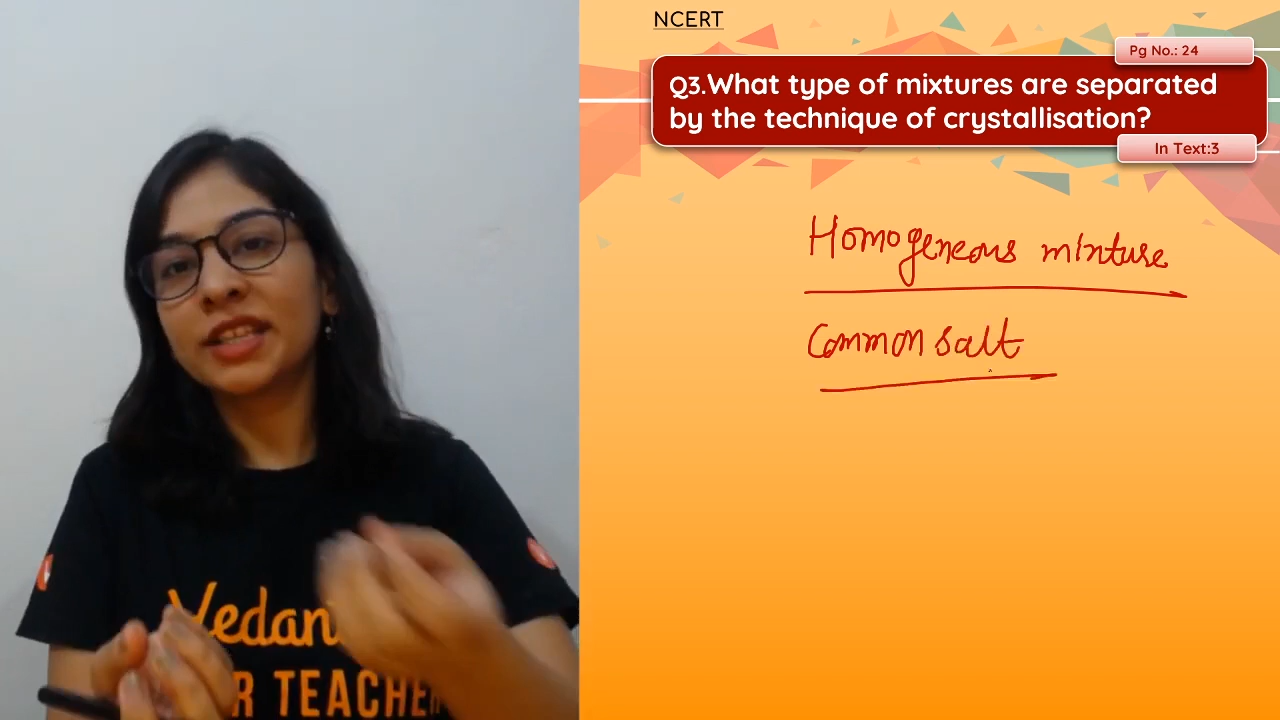 NCERT
Pg No.: 24
Q3.What type of mixtures are separated
by the technique of crystallisation?
In Text:3
Homogeneous mixture
Common salt
Vedan
R TEACHE